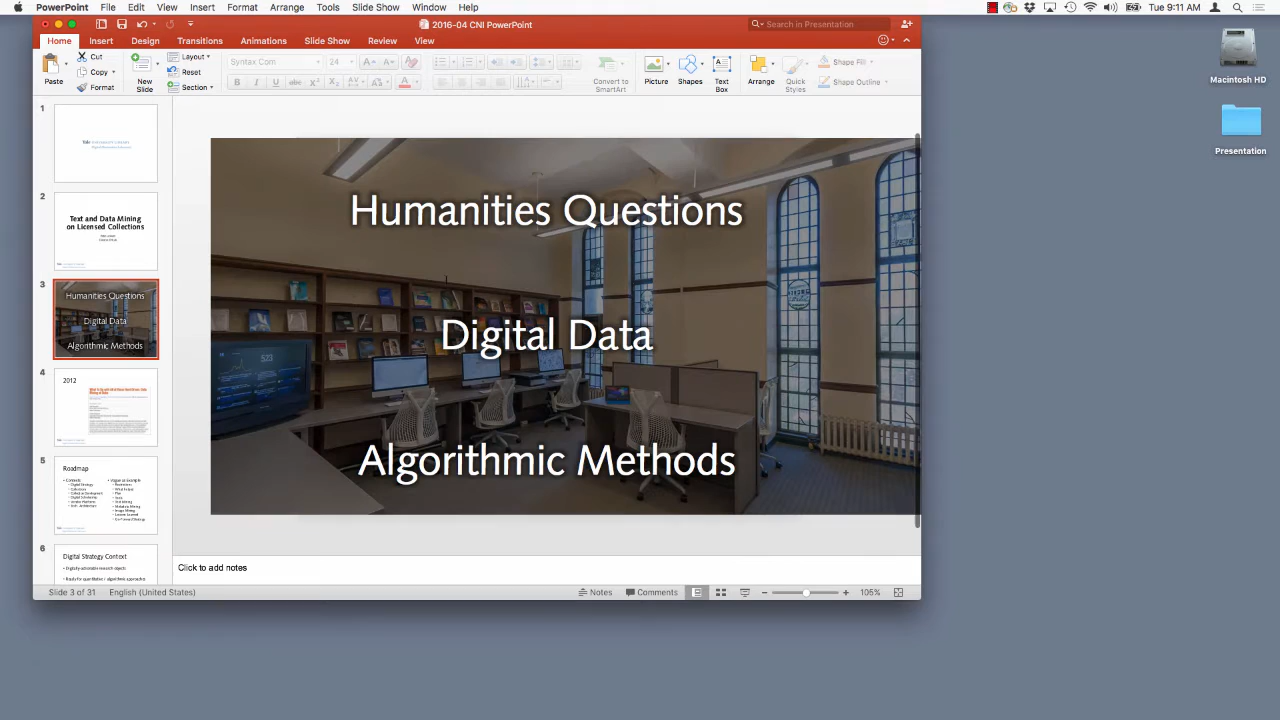 PowerPoint File Edit View Insert Format Arrange Tools Slide Show Window Help
Tue 9:11 AM
2016-04 CNI PowerPoint
Search in Presentation
Home Insert Design Transitions Animations Slide Show Review View
Paste
Cut
Copy
Format
New Slide
Layout
Reset
Section
Syntax Com
24
Convert to SmartArt
Picture
Shapes
Text Box
Arrange
Quick Styles
Shape Fill
Shape Outline
1
2
Text and Data Mining
on Licensed Collections
3
Humanities Questions
Digital Data
Algorithmic Methods
4
2012
5
Roadmap
6
Digital Strategy Context
Humanities Questions
Digital Data
Algorithmic Methods
Click to add notes
Slide 3 of 31
English (United States)
Notes
Comments
105%
Macintosh HD
Presentation